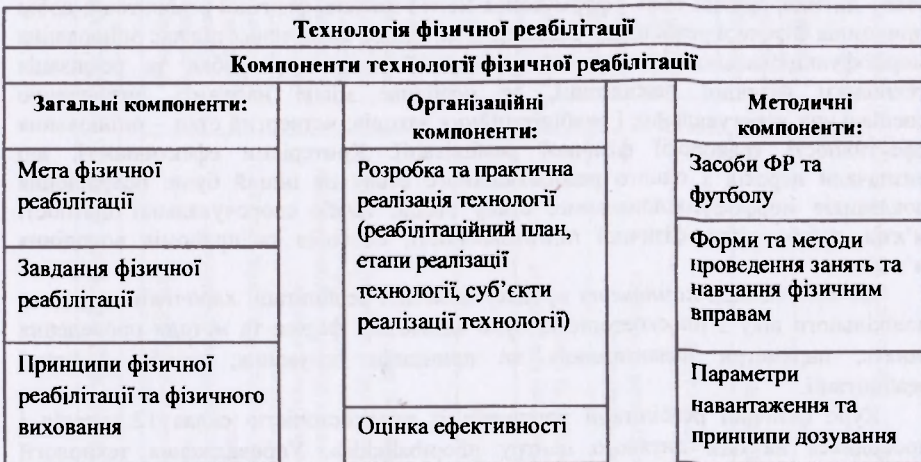 Технологія фізичної реабілітації
Компоненти технології фізичної реабілітації
Загальні компоненти:
Організаційні
компоненти:
Методичні
компоненти:
Мета фізичної
реабілітації
Завдання фізичної
реабілітації
Принципи фізичної
реабілітації та фізичного
виховання
Розробка та практична
реалізація технології
(реабілітаційний план,
етапи реалізації
технології, суб’єкти
реалізації технології)
Оцінка ефективності
Засоби ФР та
футболу
Форми та методи
проведення занять та
навчання фізичним
вправам
Параметри
навантаження та
принципи дозування